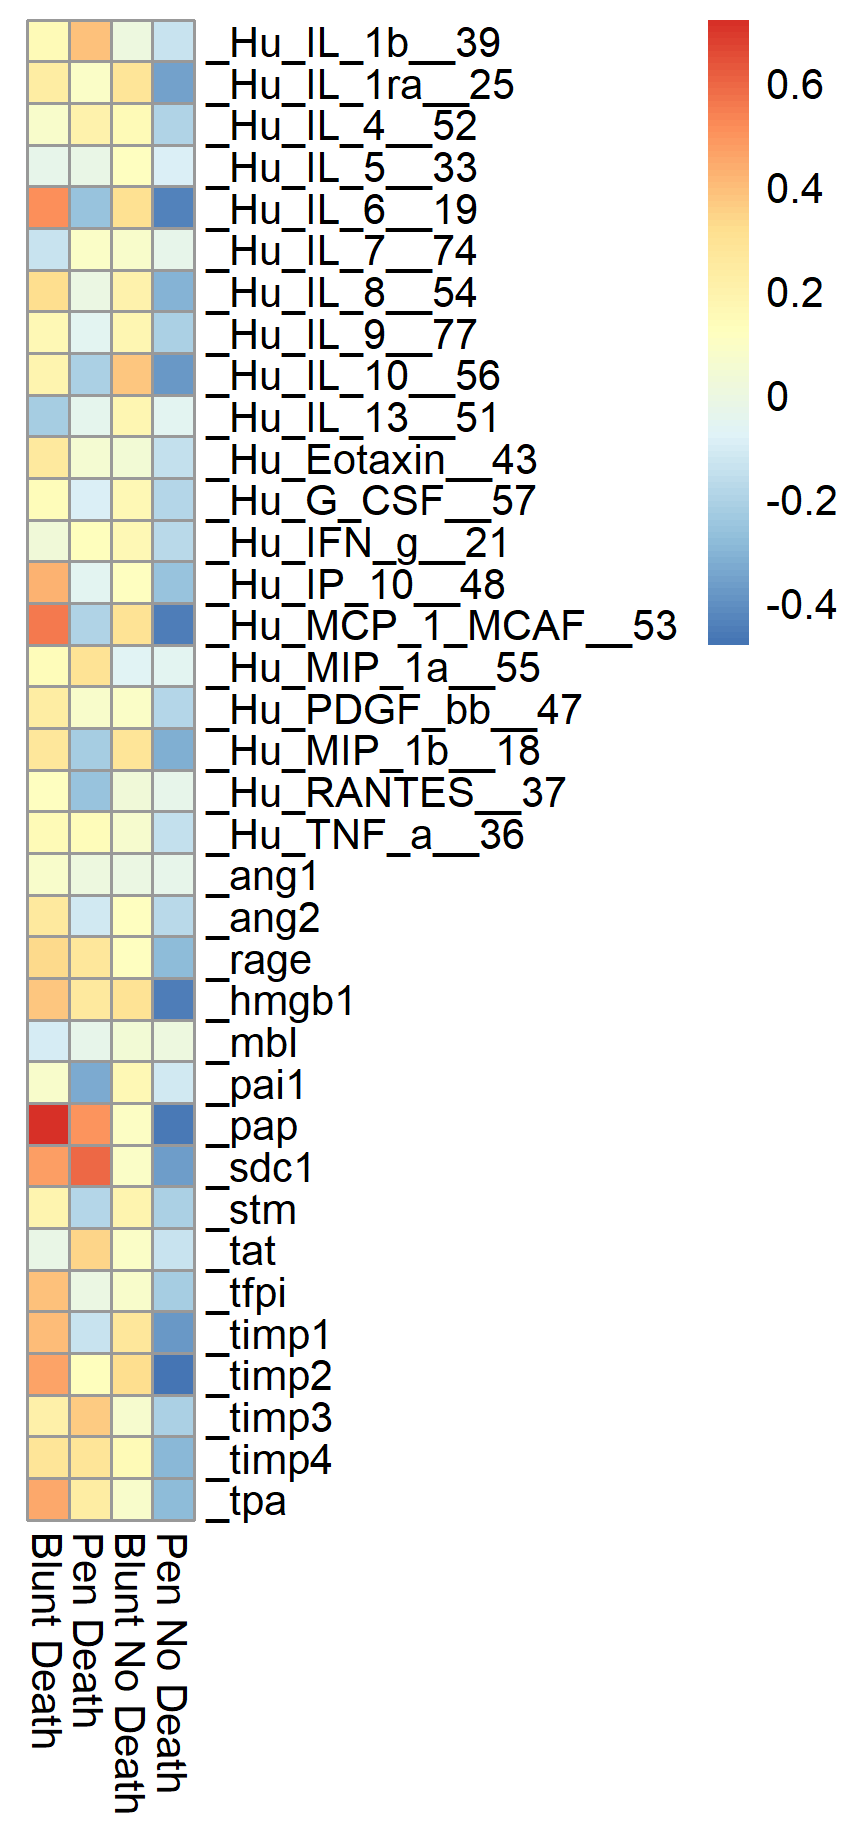 _Hu_IL_1b__39
_Hu_IL_1ra__25
_Hu_IL_4__52
_Hu_IL_5__33
_Hu_IL_6__19
_Hu_IL_7__74
_Hu_IL_8__54
_Hu_IL_9__77
_Hu_IL_10__56
_Hu_IL_13__51
_Hu_Eotaxin__43
_Hu_G_CSF__57
_Hu_IFN_g__21
_Hu_IP_10__48
_Hu_MCP_1_MCAF__53
_Hu_MIP_1a__55
_Hu_PDGF_bb__47
_Hu_MIP_1b__18
_Hu_RANTES__37
_Hu_TNF_a__36
_ang1
_ang2
_rage
_hmgb1
_mbl
_pai1
_pap
_sdc1
_stm
_tat
_tfpi
_timp1
_timp2
_timp3
_timp4
_tpa
Blunt Death
Pen Death
Blunt No Death
Pen No Death
0.6
0.4
0.2
0
-0.2
-0.4